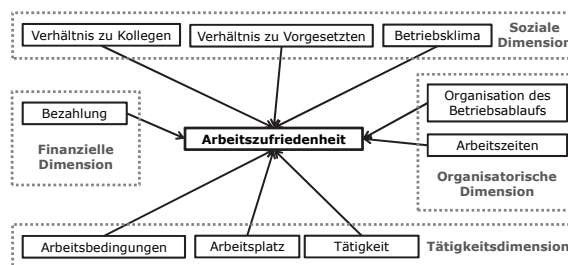 Verhältnis zu Kollegen
Verhältnis zu Vorgesetzten
Betriebsklima
Soziale
Dimension
Bezahlung
Finanzielle
Dimension
Arbeitszufriedenheit
Organisation des
Betriebsablaufs
Arbeitszeiten
Organisatorische
Dimension
Arbeitsbedingungen
Arbeitsplatz
Tätigkeit
Tätigkeitsdimension